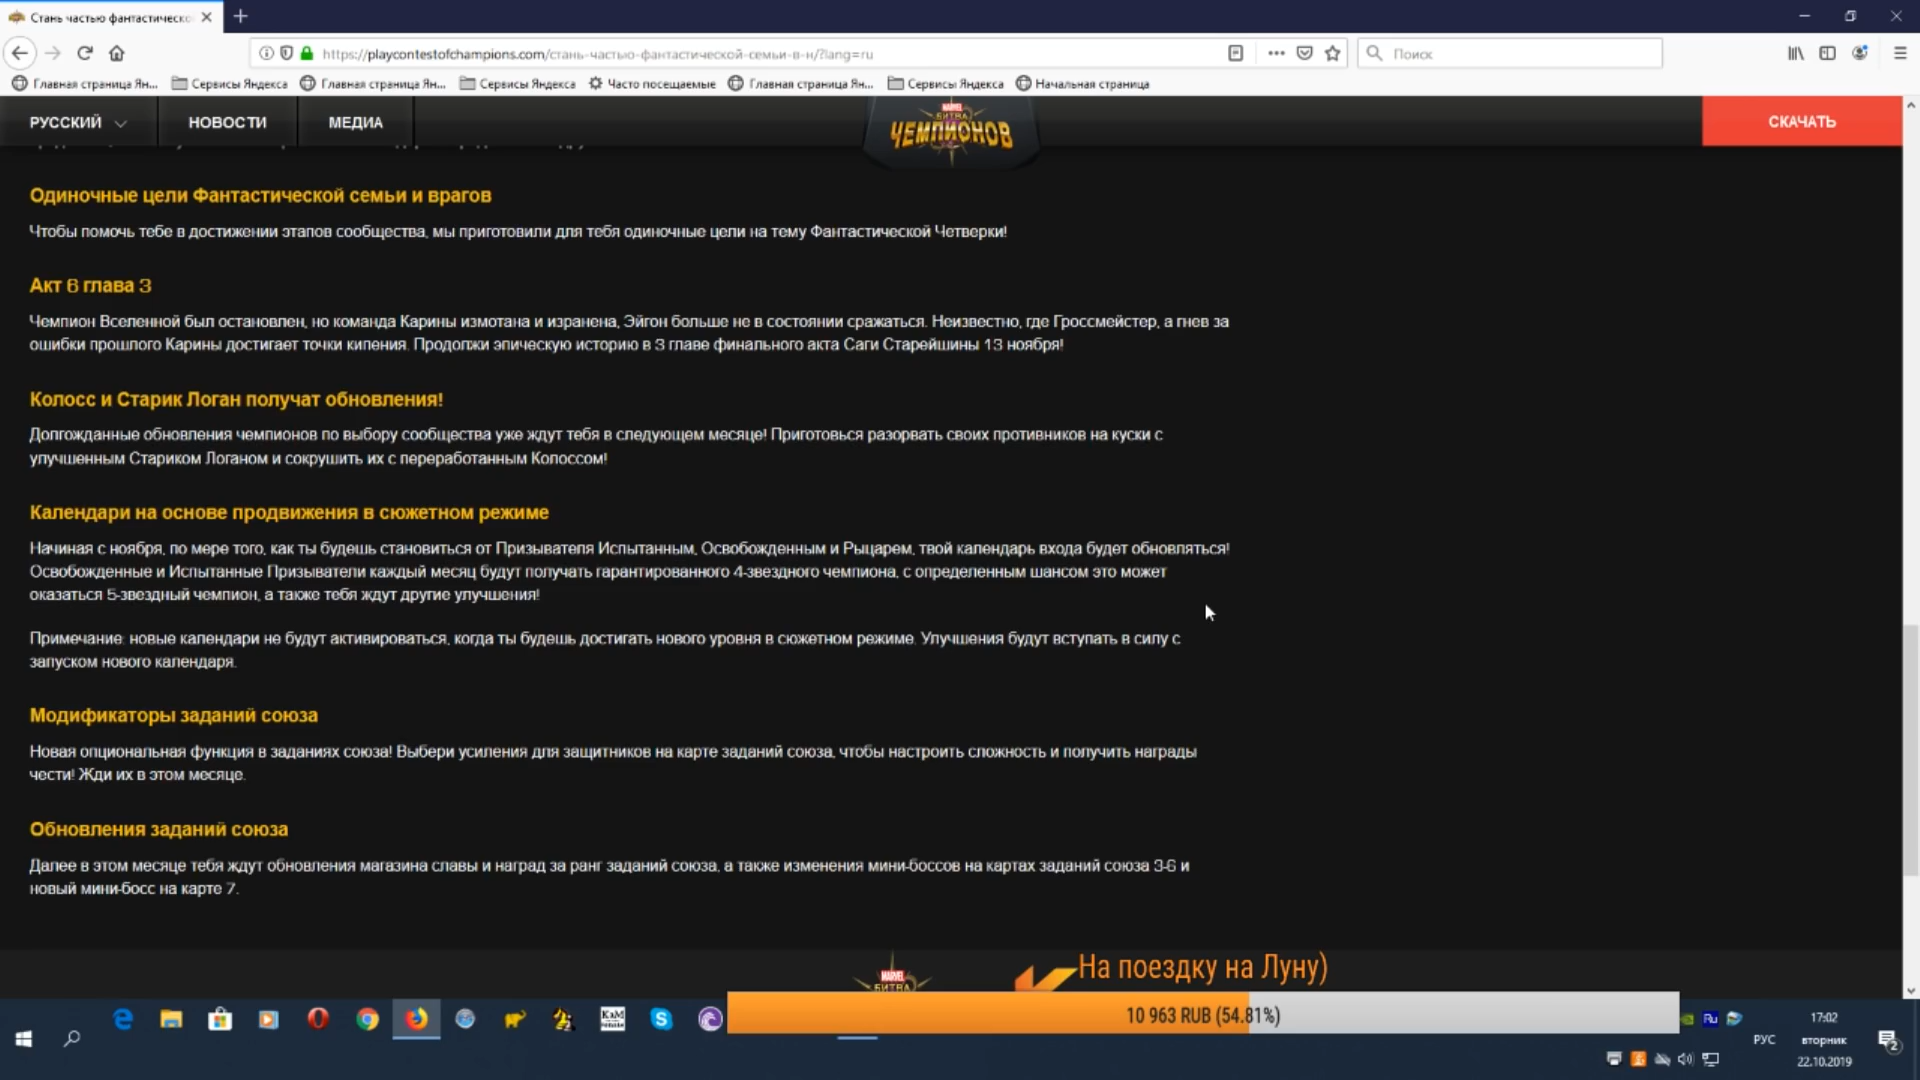 Стань частью фантастическо
https://playcontestofchampions.com/стань-частью-фантастической-семьи-в-н/?lang=ru
Поиск
Главная страница Ян...
Сервисы Яндекса
Главная страница Ян...
Сервисы Яндекса
Часто посещаемые
Главная страница Ян...
Сервисы Яндекса
Начальная страница
РУССКИЙ
НОВОСТИ
МЕДИА
MARVEL
БИТВА
ЧЕМПИОНОВ
СКАЧАТЬ
Одиночные цели Фантастической семьи и врагов
Чтобы помочь тебе в достижении этапов сообщества, мы приготовили для тебя одиночные цели на тему Фантастической Четверки!
Акт 6 глава 3
Чемпион Вселенной был остановлен, но команда Карины измотана и изранена, Эйгон больше не в состоянии сражаться. Неизвестно, где Гроссмейстер, а гнев за
ошибки прошлого Карины достигает точки кипения. Продолжи эпическую историю в 3 главе финального акта Саги Старейшины 13 ноября!
Колосс и Старик Логан получат обновления!
Долгожданные обновления чемпионов по выбору сообщества уже ждут тебя в следующем месяце! Приготовься разорвать своих противников на куски с
улучшенным Стариком Логаном и сокрушить их с переработанным Колоссом!
Календари на основе продвижения в сюжетном режиме
Начиная с ноября, по мере того, как ты будешь становиться от Призывателя Испытанным, Освобожденным и Рыцарем, твой календарь входа будет обновляться!
Освобожденные и Испытанные Призыватели каждый месяц будут получать гарантированного 4-звездного чемпиона, с определенным шансом это может
оказаться 5-звездный чемпион, а также тебя ждут другие улучшения!
Примечание: новые календари не будут активироваться, когда ты будешь достигать нового уровня в сюжетном режиме. Улучшения будут вступать в силу с
запуском нового календаря.
Модификаторы заданий союза
Новая опциональная функция в заданиях союза! Выбери усиления для защитников на карте заданий союза, чтобы настроить сложность и получить награды
чести! Жди их в этом месяце.
Обновления заданий союза
Далее в этом месяце тебя ждут обновления магазина славы и наград за ранг заданий союза, а также изменения мини-боссов на картах заданий союза 3-6 и
новый мини-босс на карте 7.
MARVEL
БИТВА
На поездку на Луну)
10 963 RUB (54.81%)
KaM
Ru
17:02
РУС
вторник
22.10.2019
2